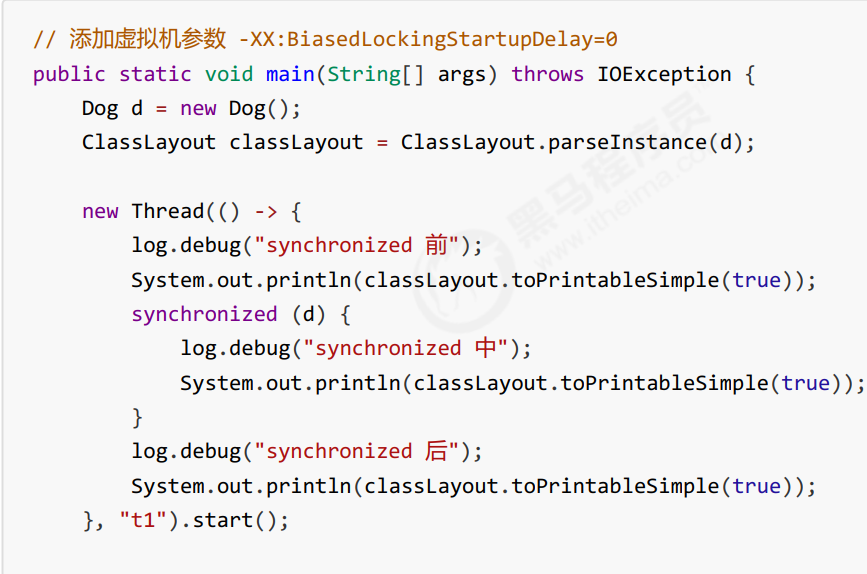 // 添加虚拟机参数 -XX:BiasedLockingStartupDelay=0
public static void main(String[] args) throws IOException {
    Dog d = new Dog();
    ClassLayout classLayout = ClassLayout.parseInstance(d);

    new Thread(() -> {
        log.debug("synchronized 前");
        System.out.println(classLayout.toPrintableSimple(true));
        synchronized (d) {
            log.debug("synchronized 中");
            System.out.println(classLayout.toPrintableSimple(true));
        }
        log.debug("synchronized 后");
        System.out.println(classLayout.toPrintableSimple(true));
    }, "t1").start();
黑马程序员
www.itheima.com